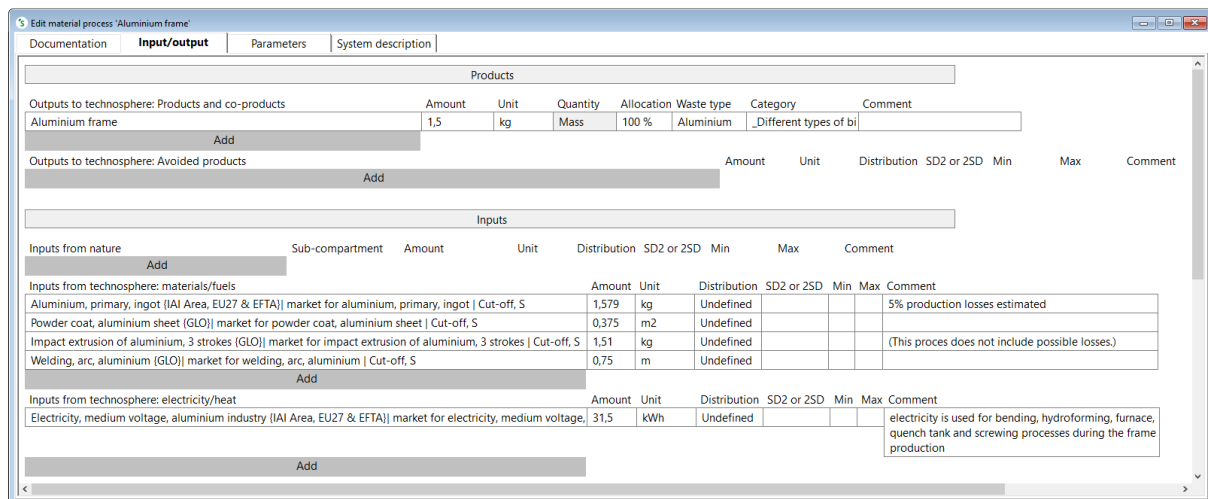 Edit material process 'Aluminium frame'
Documentation Input/output Parameters System description
Products
Outputs to technosphere: Products and co-products Amount Unit Quantity Allocation Waste type Category Comment
Aluminium frame 1,5 kg Mass 100 % Aluminium _Different types of bi
Add
Outputs to technosphere: Avoided products Amount Unit Distribution SD2 or 2SD Min Max Comment
Add
Inputs
Inputs from nature Sub-compartment Amount Unit Distribution SD2 or 2SD Min Max Comment
Add
Inputs from technosphere: materials/fuels Amount Unit Distribution SD2 or 2SD Min Max Comment
Aluminium, primary, ingot {IAI Area, EU27 & EFTA}| market for aluminium, primary, ingot | Cut-off, S 1,579 kg Undefined 5% production losses estimated
Powder coat, aluminium sheet {GLO}| market for powder coat, aluminium sheet | Cut-off, S 0,375 m2 Undefined
Impact extrusion of aluminium, 3 strokes {GLO}| market for impact extrusion of aluminium, 3 strokes | Cut-off, S 1,51 kg Undefined (This proces does not include possible losses.)
Welding, arc, aluminium {GLO}| market for welding, arc, aluminium | Cut-off, S 0,75 m Undefined
Add
Inputs from technosphere: electricity/heat Amount Unit Distribution SD2 or 2SD Min Max Comment
Electricity, medium voltage, aluminium industry {IAI Area, EU27 & EFTA}| market for electricity, medium voltage, 31,5 kWh Undefined electricity is used for bending, hydroforming, furnace,
quench tank and screwing processes during the frame
production
Add